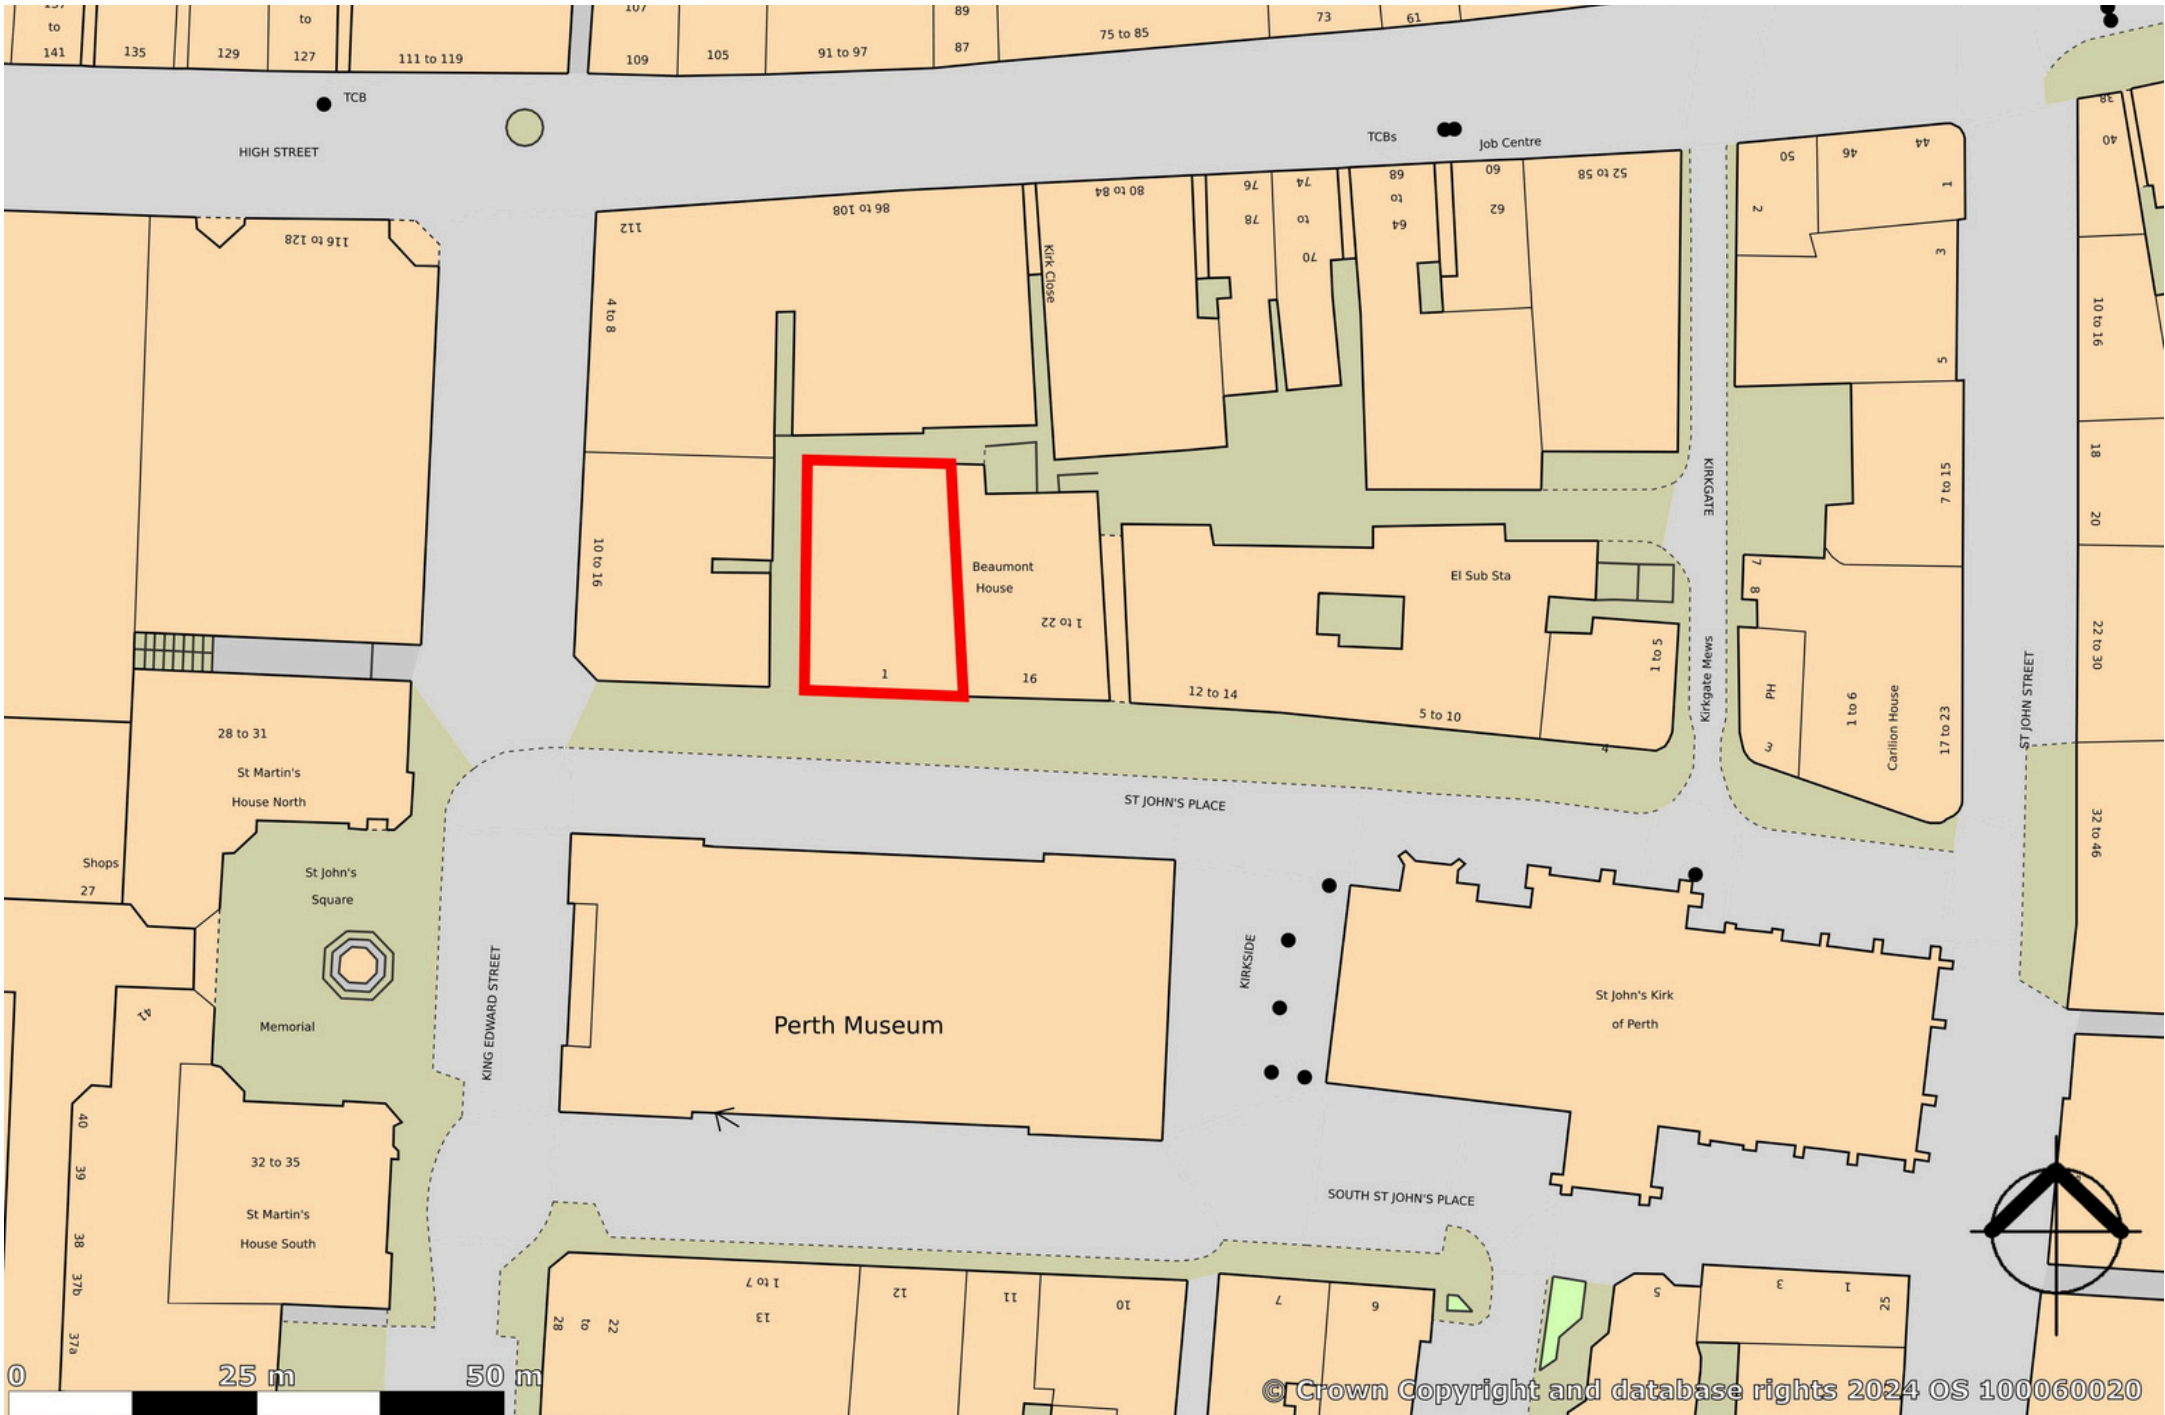 137
to
141
135
129
to
127
111 to 119
107
109
105
91 to 97
89
87
75 to 85
73
61
TCB
HIGH STREET
TCBs
Job Centre
116 to 128
112
4 to 8
86 to 108
Kirk Close
80 to 84
76
78
74
to
70
68
to
64
60
62
52 to 58
50
46
44
1
2
3
5
38
40
10 to 16
18
20
22 to 30
32 to 46
KIRKGATE
7 to 15
10 to 16
Beaumont
House
1 to 22
1
16
El Sub Sta
12 to 14
5 to 10
1 to 5
4
Kirkgate Mews
7
8
PH
3
1 to 6
Carillon House
17 to 23
ST JOHN STREET
28 to 31
St Martin's
House North
Shops
27
St John's
Square
Memorial
41
ST JOHN'S PLACE
KING EDWARD STREET
Perth Museum
KIRKSIDE
St John's Kirk
of Perth
SOUTH ST JOHN'S PLACE
40
39
38
37b
37a
32 to 35
St Martin's
House South
28
to
22
1 to 7
13
12
11
10
7
6
5
3
1
25
0
25 m
50 m
© Crown Copyright and database rights 2024 OS 100060020